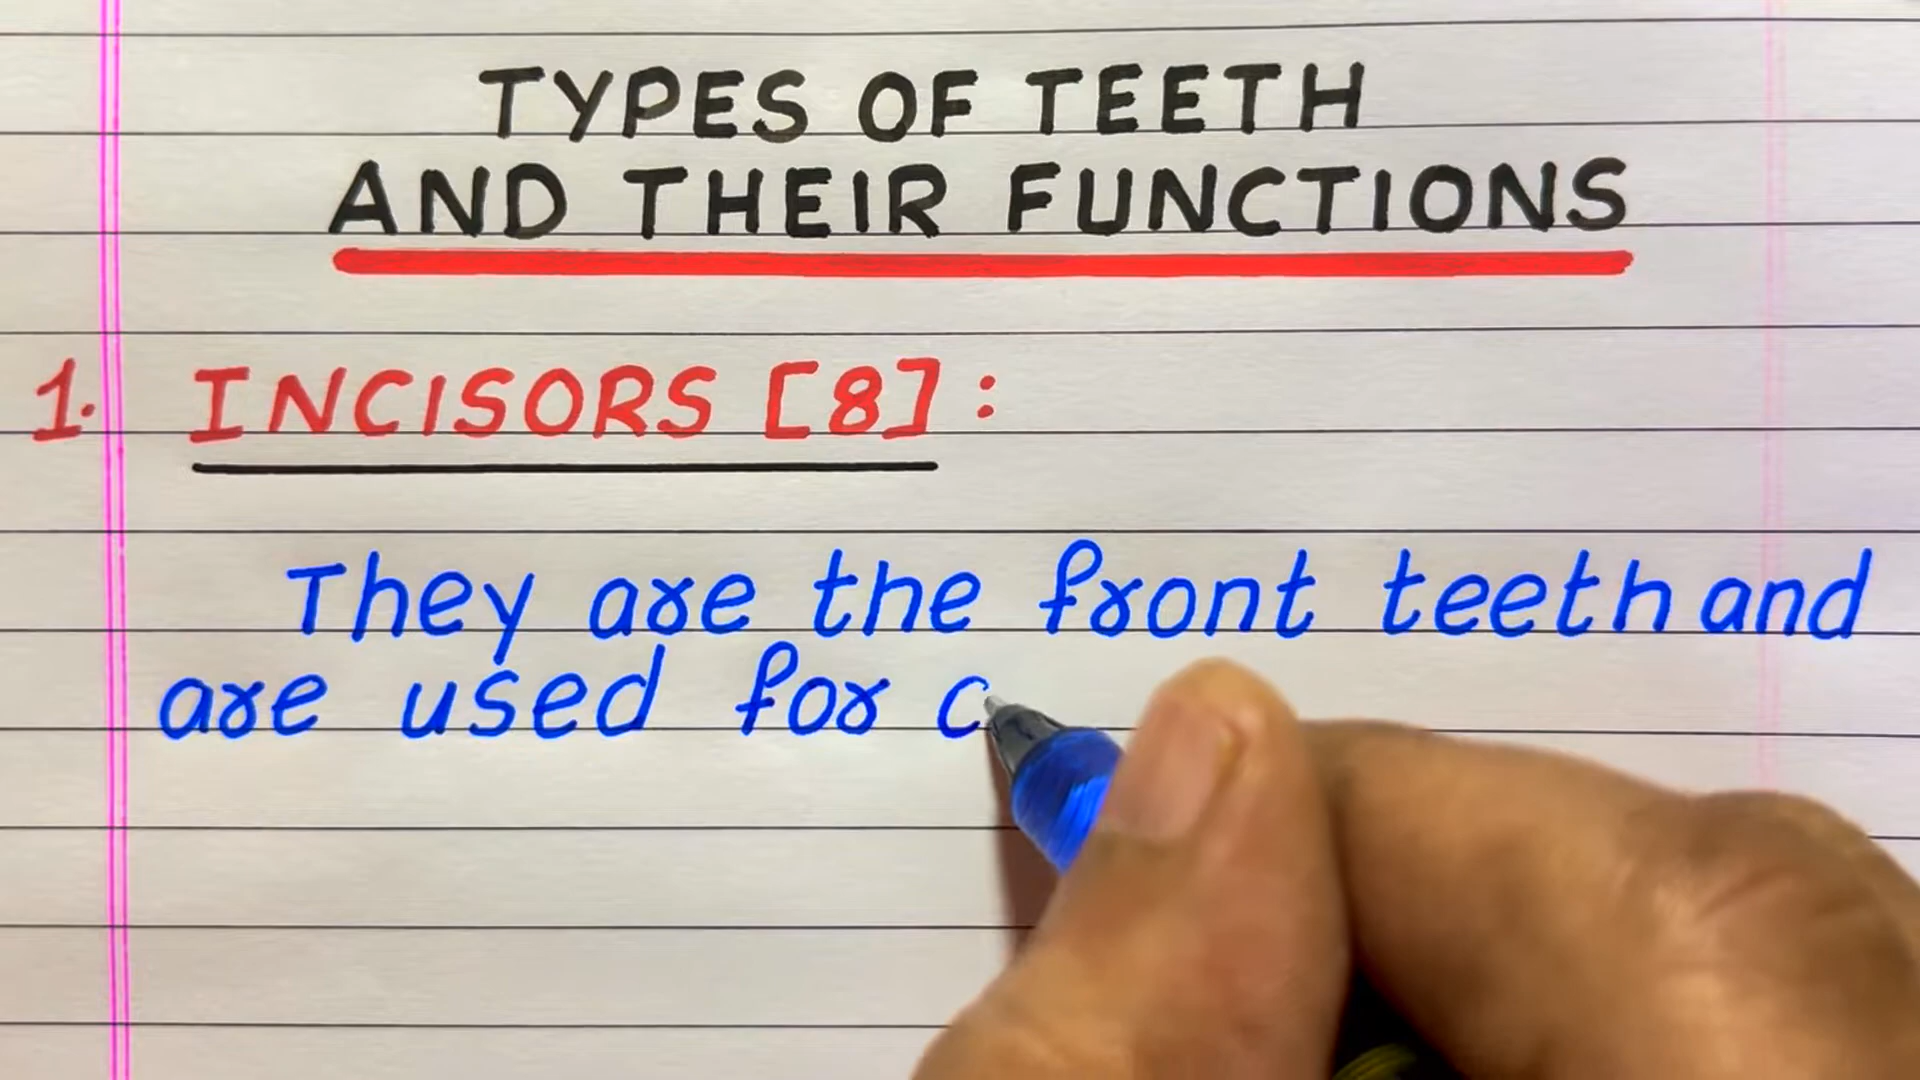 TYPES OF TEETH
AND THEIR FUNCTIONS
1. INCISORS [8] :
They are the front teeth and
are used for c